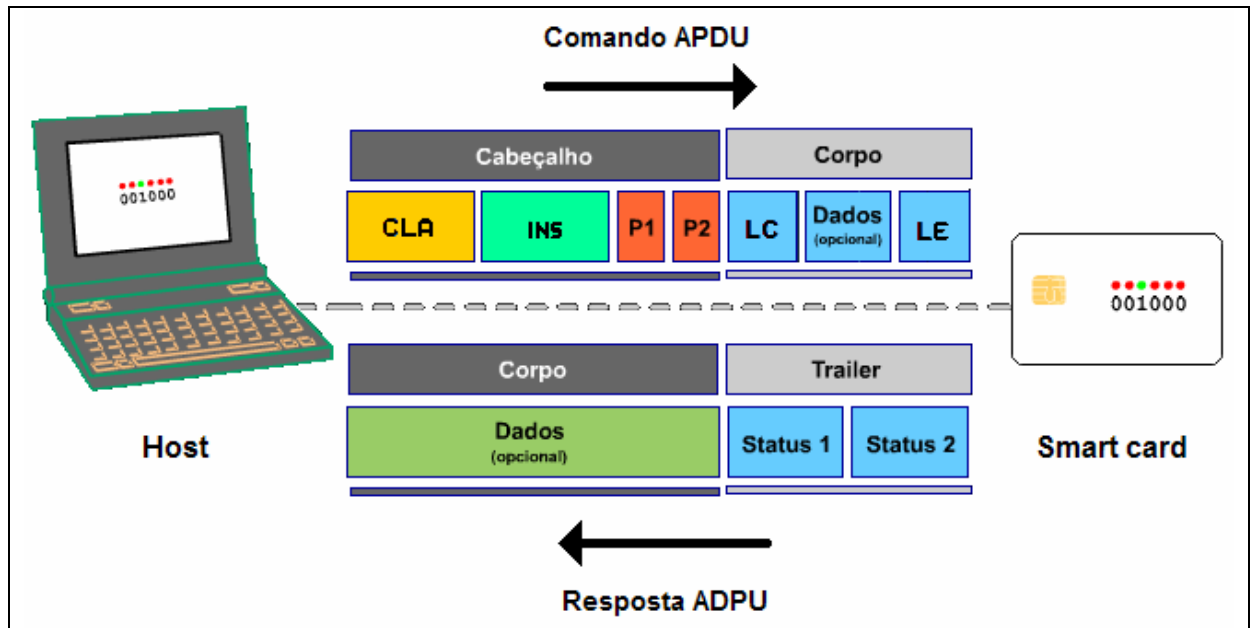 Comando APDU
Cabeçalho Corpo
CLA INS P1 P2 LC Dados (opcional) LE
001000
001000
Corpo Trailer
Dados (opcional) Status 1 Status 2
Host
Smart card
Resposta ADPU